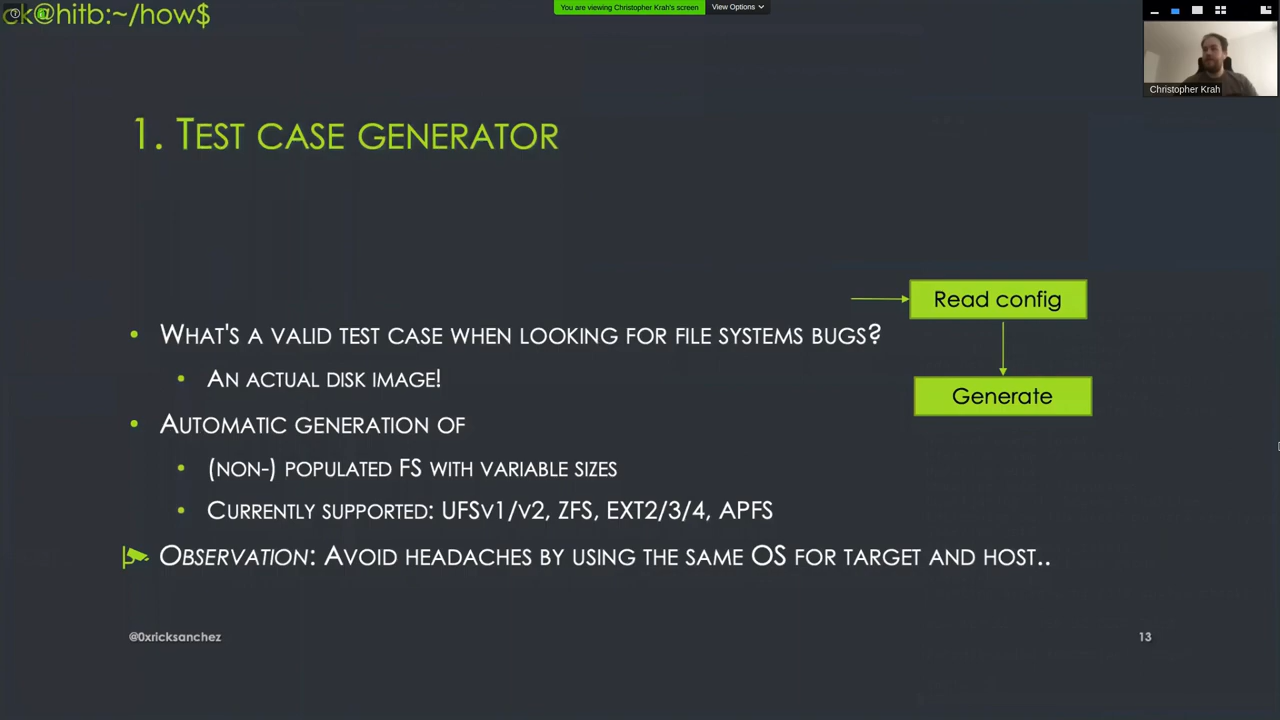 ck@hitb:~/how$
You are viewing Christopher Krah's screen
View Options
Christopher Krah
1. Test case generator
Read config
Generate
What's a valid test case when looking for file systems bugs?
An actual disk image!
Automatic generation of
(non-) populated FS with variable sizes
Currently supported: UFSv1/v2, ZFS, EXT2/3/4, APFS
Observation: Avoid headaches by using the same OS for target and host..
@0xricksanchez
13